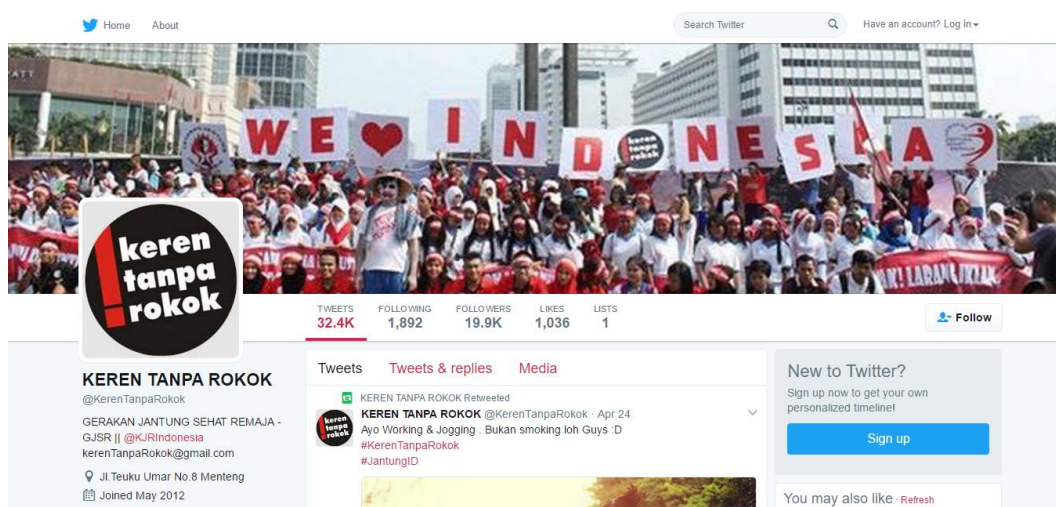 Home About Search Twitter Have an account? Log in
WE ❤ INDONESIA
keren
tanpa
rokok
TWEETS FOLLOWING FOLLOWERS LIKES LISTS
32.4K 1,892 19.9K 1,036 1
Follow
KEREN TANPA ROKOK
@KerenTanpaRokok
GERAKAN JANTUNG SEHAT REMAJA -
GJSR || @KJRIndonesia
kerenTanpaRokok@gmail.com
Jl.Teuku Umar No.8 Menteng
Joined May 2012
Tweets Tweets & replies Media
KEREN TANPA ROKOK Retweeted
KEREN TANPA ROKOK @KerenTanpaRokok · Apr 24
Ayo Working & Jogging . Bukan smoking loh Guys :D
#KerenTanpaRokok
#JantungID
New to Twitter?
Sign up now to get your own
personalized timeline!
Sign up
You may also like · Refresh